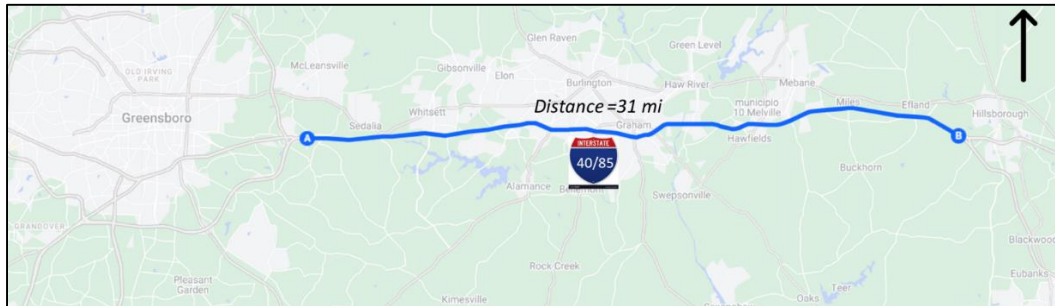 Glen Raven
Green Level
McLeansville
Gibsonville
Elon
Burlington
Haw River
OLD IRVING
PARK
Mebane
Distance =31 mi
municipio
10 Melville
Miles
Efland
Whitsett
Greensboro
Sedalia
Graham
Hillsborough
A
B
Hawfields
INTERSTATE
40/85
Buckhorn
Alamance
Swepsonville
GRANDOVER
Blackwood
Rock Creek
Pleasant
Garden
Teer
Eubanks
Kimesville
Oaks